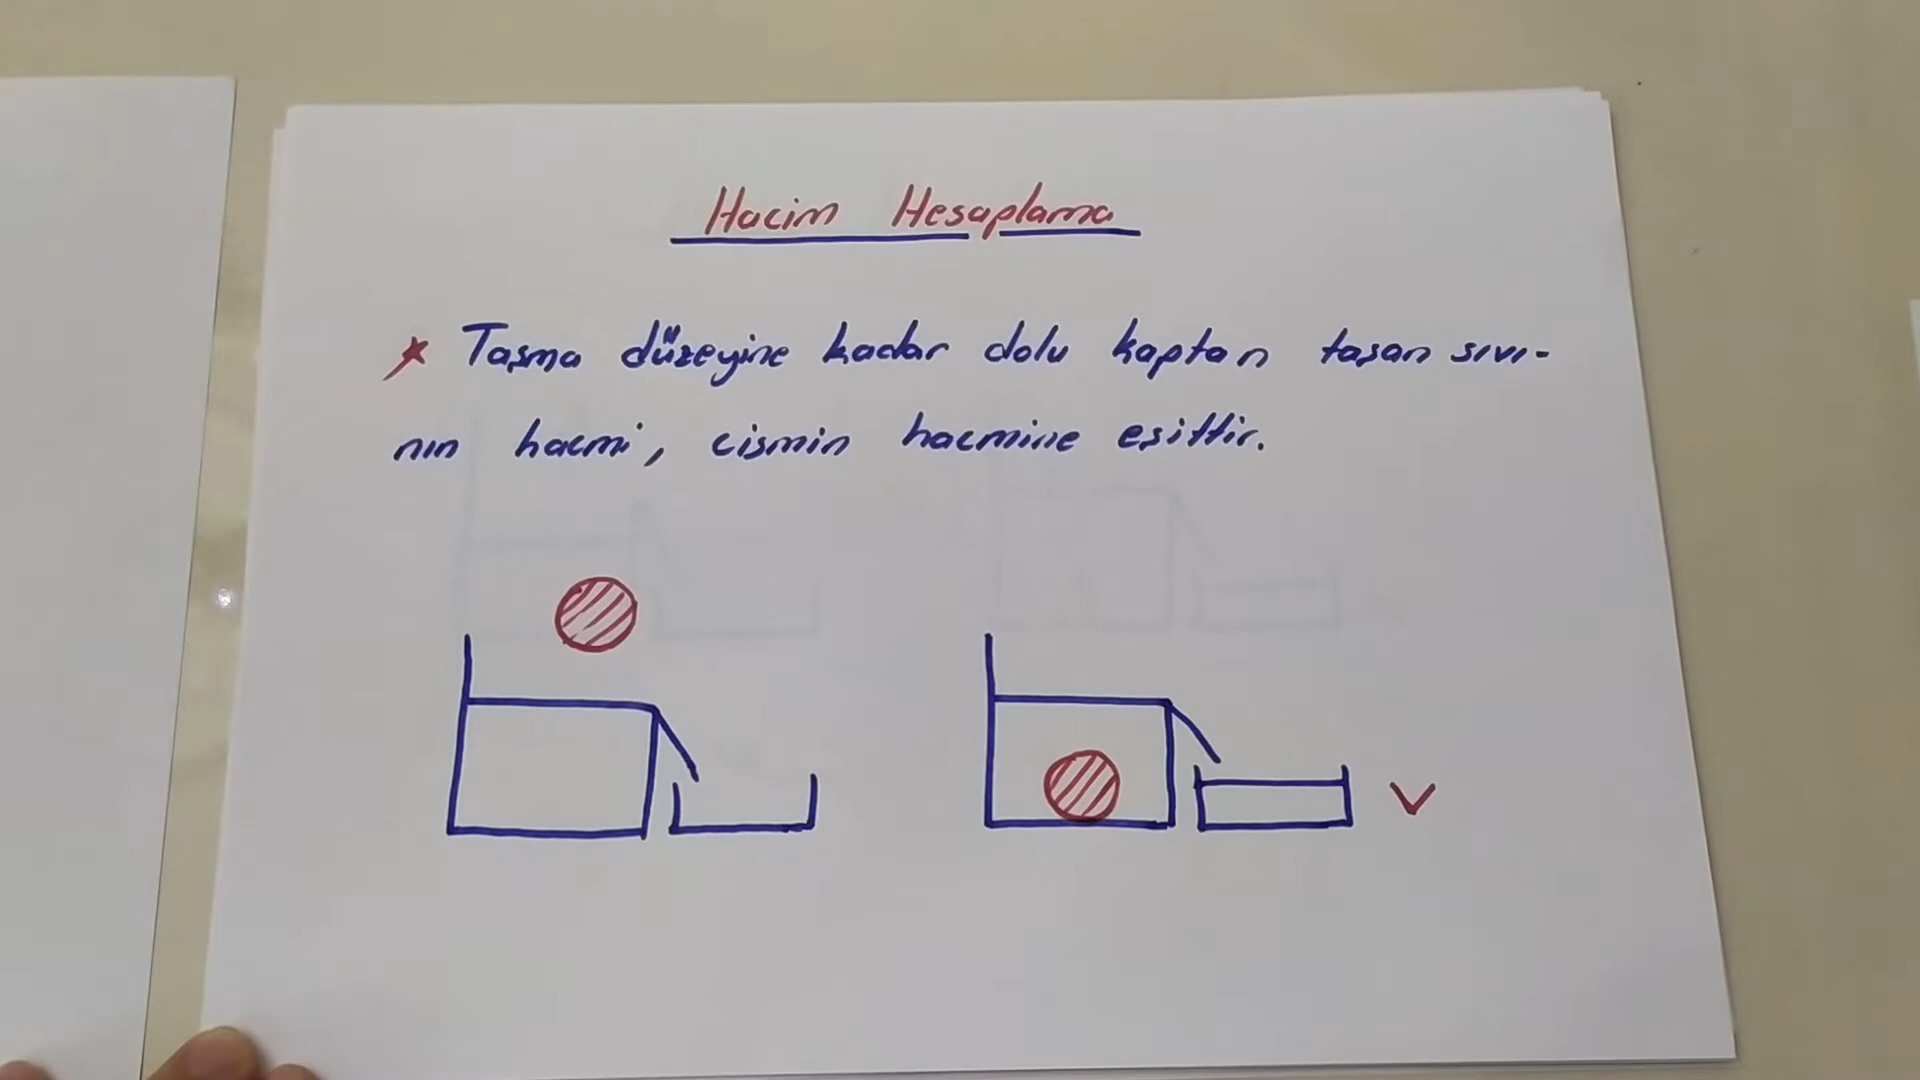 Hacim Hesaplama
* Taşma düzeyine kadar dolu kaptan taşan sıvı-
nın hacmi, cismin hacmine eşittir.
V